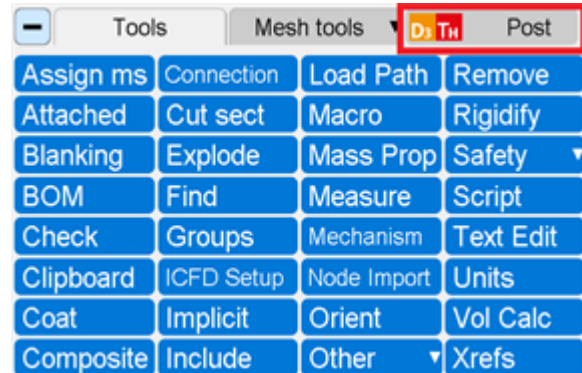 Tools Mesh tools D3 TH Post
Assign ms Connection Load Path Remove
Attached Cut sect Macro Rigidify
Blanking Explode Mass Prop Safety
BOM Find Measure Script
Check Groups Mechanism Text Edit
Clipboard ICFD Setup Node Import Units
Coat Implicit Orient Vol Calc
Composite Include Other Xrefs